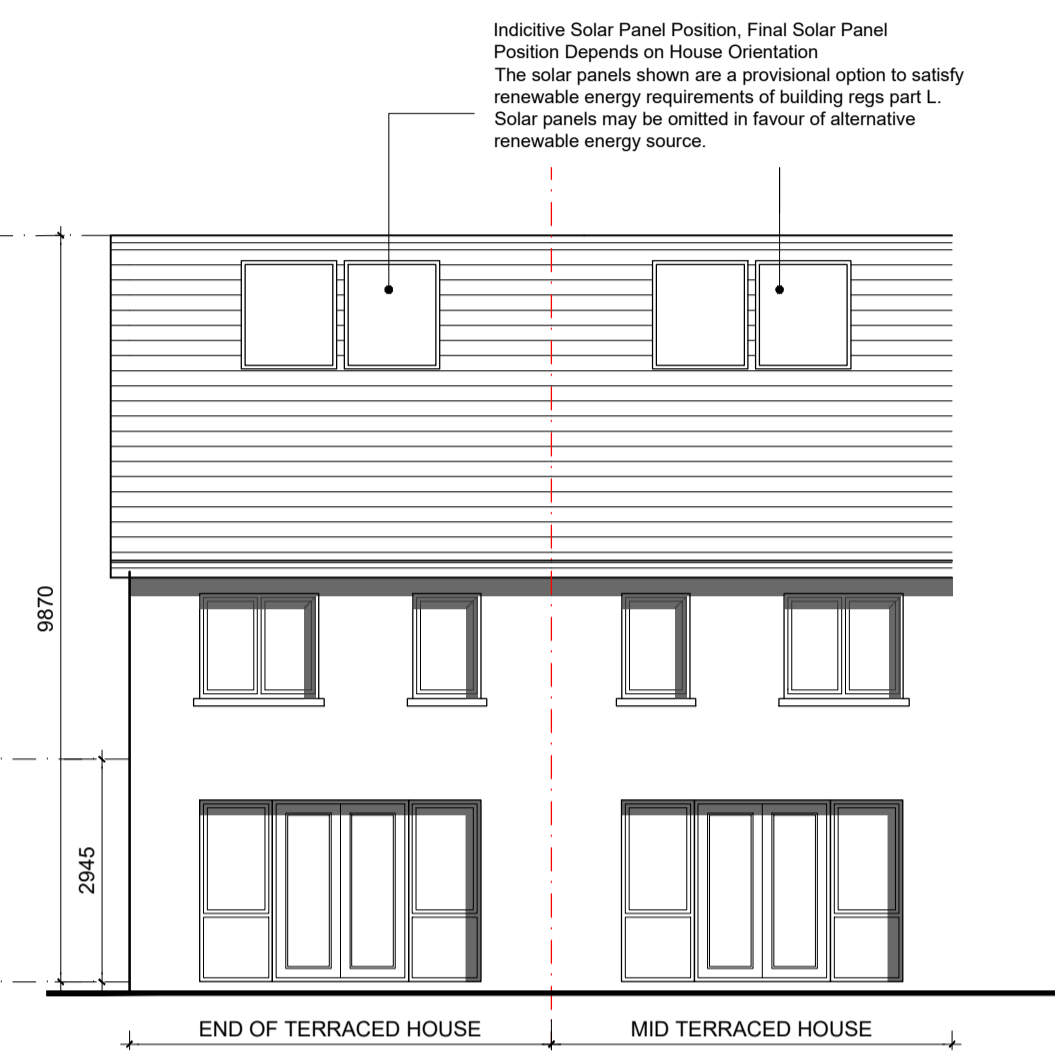 Indicitive Solar Panel Position, Final Solar Panel
Position Depends on House Orientation
The solar panels shown are a provisional option to satisfy
renewable energy requirements of building regs part L.
Solar panels may be omitted in favour of alternative
renewable energy source.
9870
2945
END OF TERRACED HOUSE
MID TERRACED HOUSE